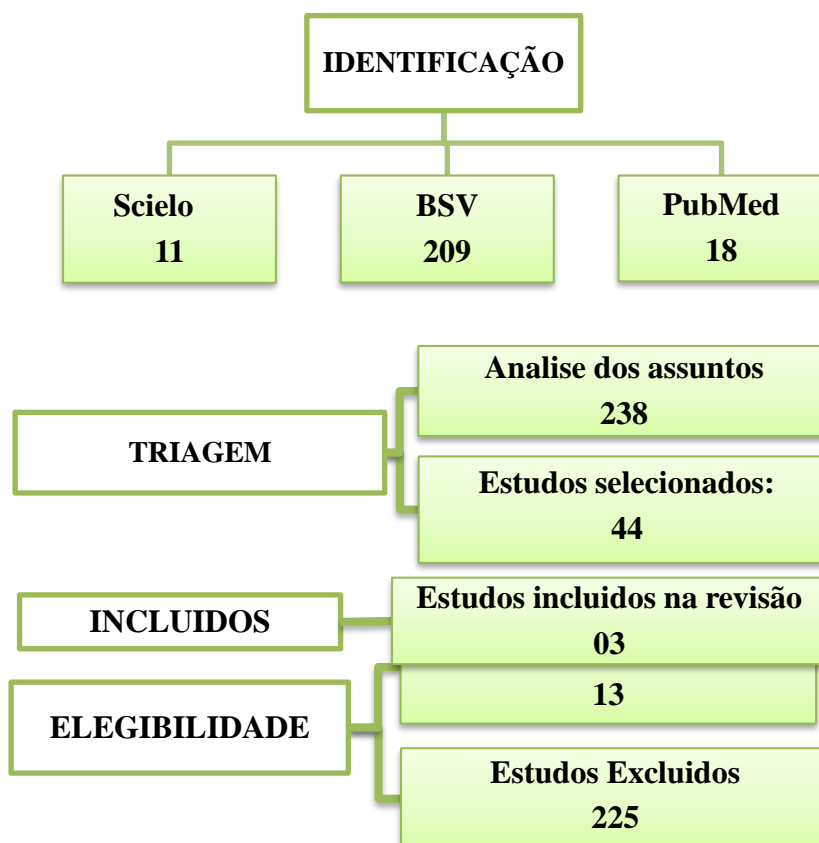 IDENTIFICAÇÃO
Scielo
11
BSV
209
PubMed
18
TRIAGEM
Analise dos assuntos
238
Estudos selecionados:
44
INCLUIDOS
Estudos incluidos na revisão
03
ELEGIBILIDADE
13
Estudos Excluidos
225